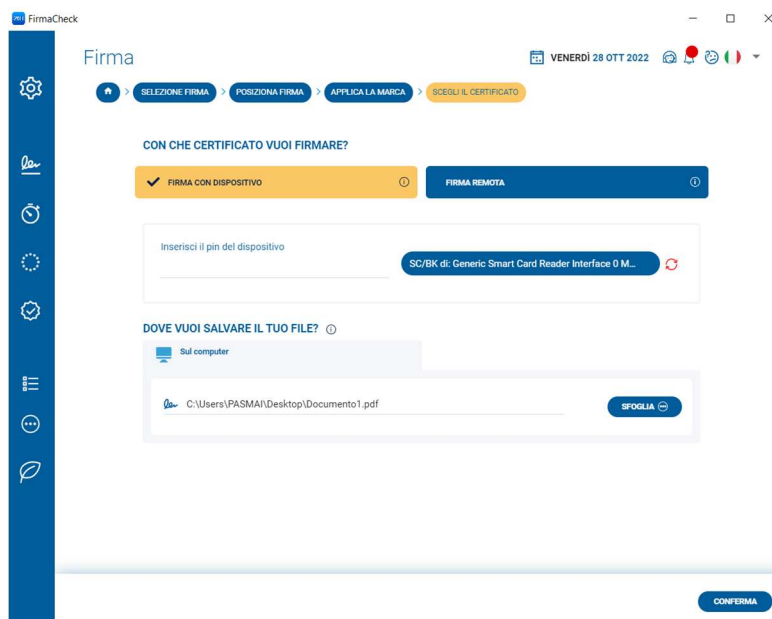 FirmaCheck
Firma
VENERDÌ 28 OTT 2022
SELEZIONE FIRMA > POSIZIONA FIRMA > APPLICA LA MARCA > SCEGLI IL CERTIFICATO
CON CHE CERTIFICATO VUOI FIRMARE?
FIRMA CON DISPOSITIVO
FIRMA REMOTA
Inserisci il pin del dispositivo
SC/BK di: Generic Smart Card Reader Interface 0 M...
DOVE VUOI SALVARE IL TUO FILE?
Sul computer
C:\Users\PASMAI\Desktop\Documento1.pdf
SFOGLIA
CONFERMA